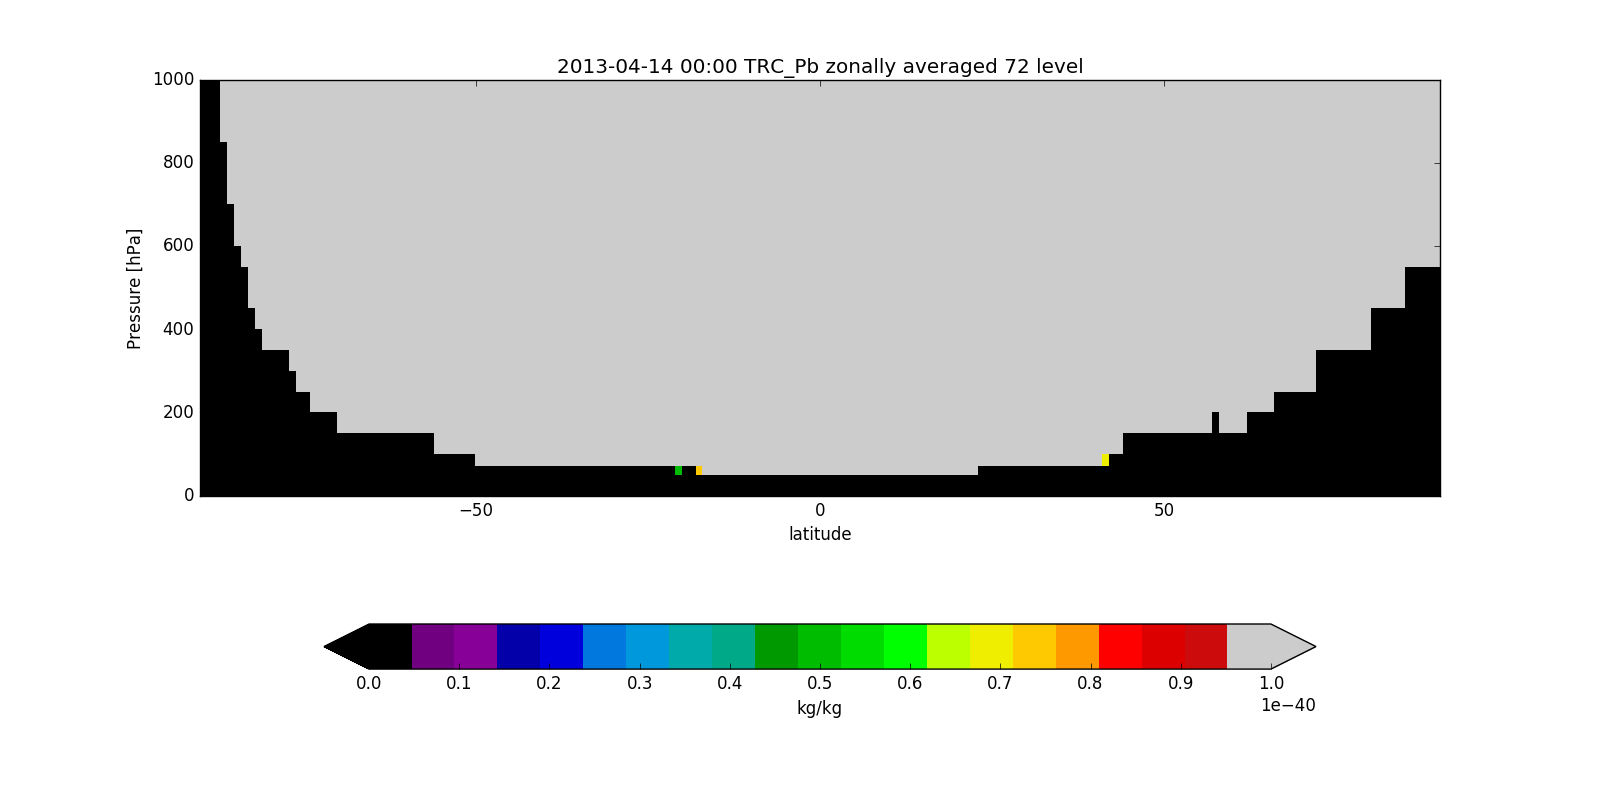 2013-04-14 00:00 TRC_Pb zonally averaged 72 level
1000
800
600
400
200
0
Pressure [hPa]
−50 0 50
latitude
0.0 0.1 0.2 0.3 0.4 0.5 0.6 0.7 0.8 0.9 1.0
kg/kg 1e−40